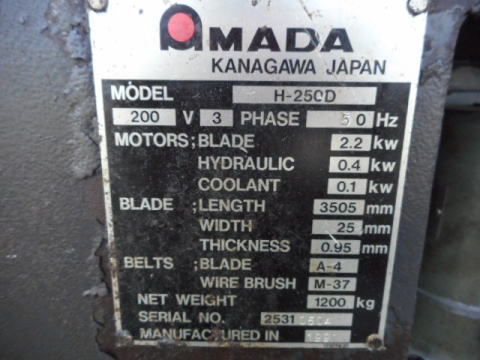 AMADA
KANAGAWA JAPAN
MODEL H-250D
200 V 3 PHASE 50 Hz
MOTORS; BLADE 2.2 kw
HYDRAULIC 0.4 kw
COOLANT 0.1 kw
BLADE ;LENGTH 3505 mm
WIDTH 25 mm
THICKNESS 0.95 mm
BELTS ;BLADE A-4
WIRE BRUSH M-37
NET WEIGHT 1200 kg
SERIAL NO. 2531
MANUFACTURED IN